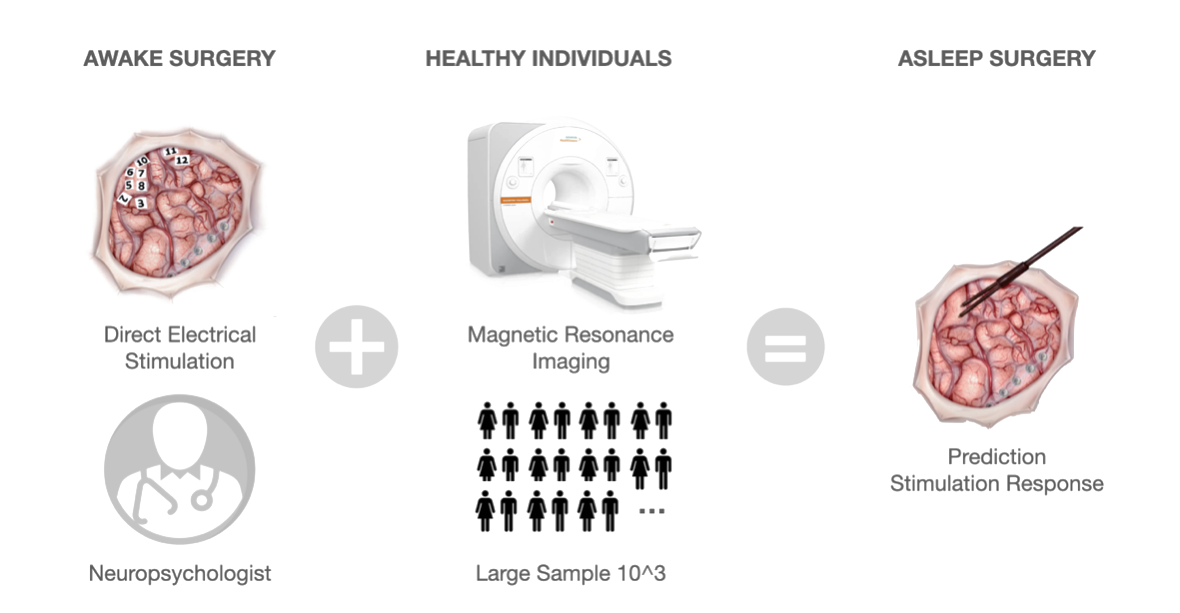 AWAKE SURGERY
HEALTHY INDIVIDUALS
ASLEEP SURGERY
10
11
12
6
7
5
8
2
3
Direct Electrical
Stimulation
Magnetic Resonance
Imaging
Prediction
Stimulation Response
Neuropsychologist
Large Sample 10^3
...